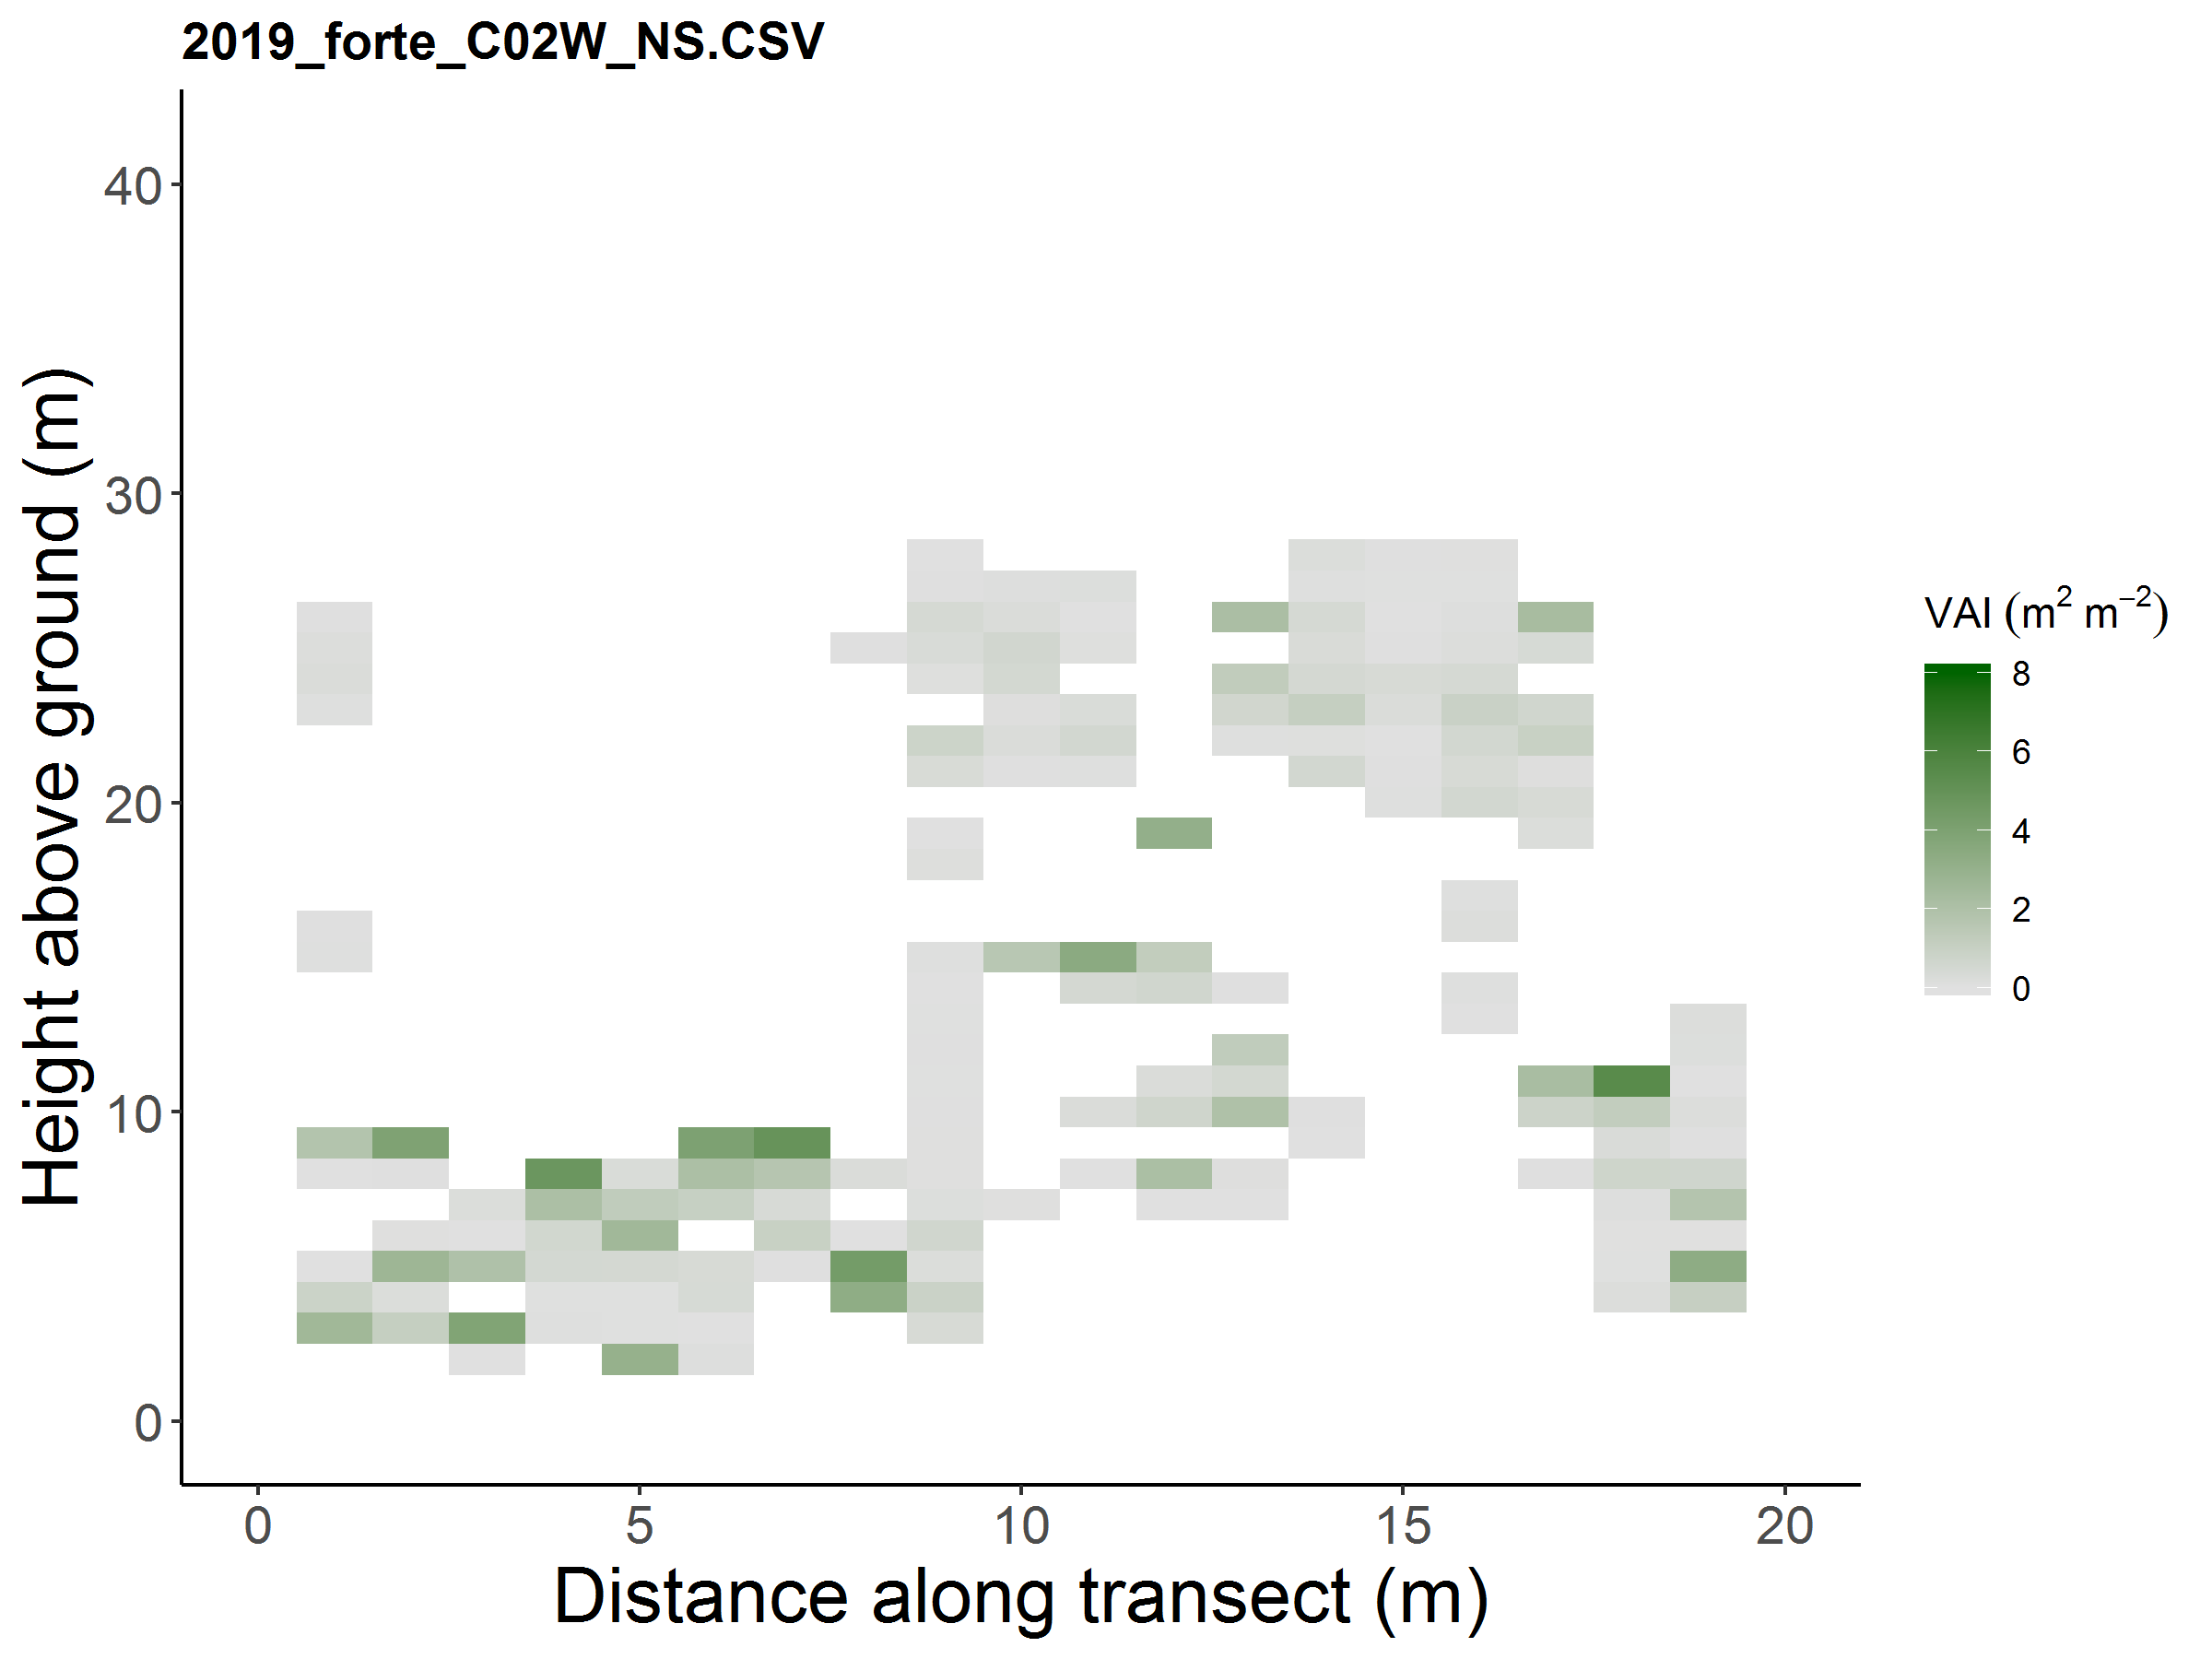 2019_forte_C02W_NS.CSV
Height above ground (m)
40
30
20
10
0
0 5 10 15 20
Distance along transect (m)
VAI (m² m⁻²)
8
6
4
2
0